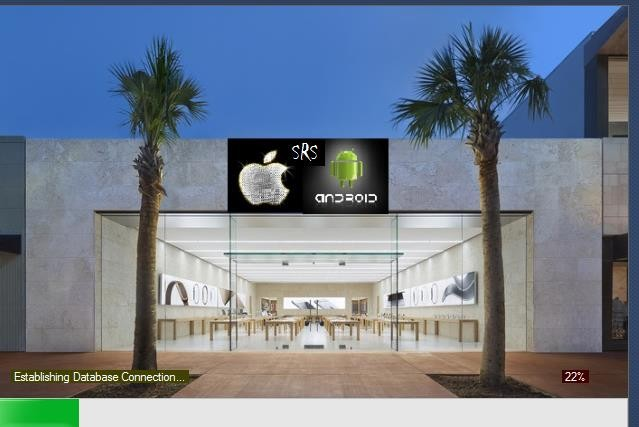 SRS
ANDROID
Establishing Database Connection...
22%